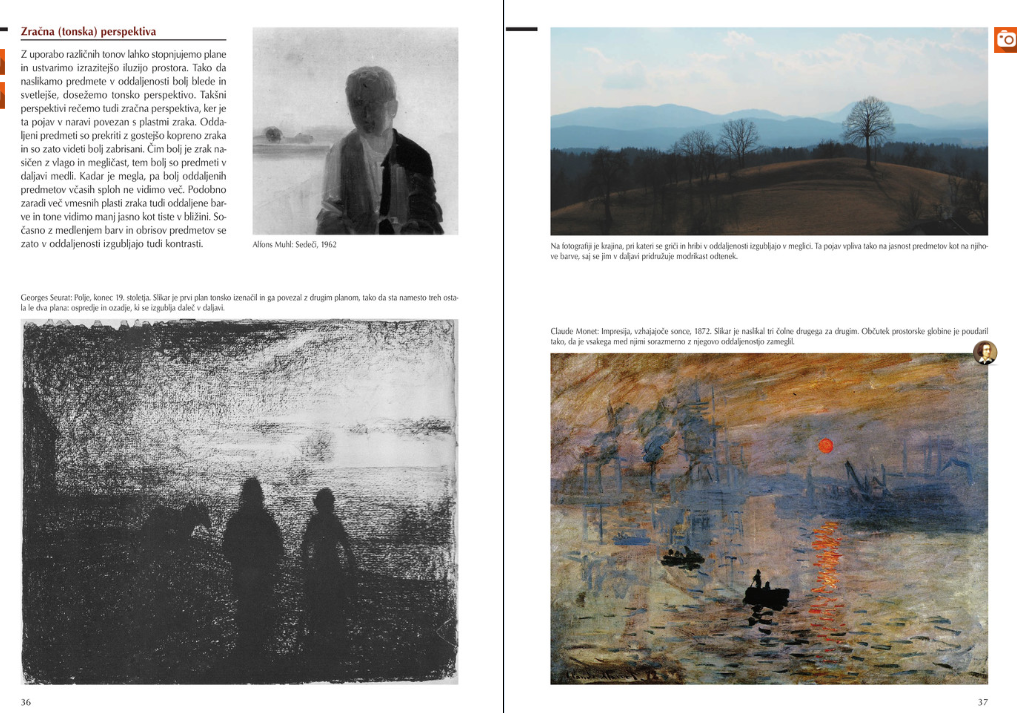 Zračna (tonska) perspektiva
Z uporabo različnih tonov lahko stopnjujemo plane
in ustvarimo izrazitejšo iluzijo prostora. Tako da
naslikamo predmete v oddaljenosti bolj blede in
svetlejše, dosežemo tonsko perspektivo. Takšni
perspektivi rečemo tudi zračna perspektiva, ker je
ta pojav v naravi povezan s plastmi zraka. Odda-
ljeni predmeti so prekriti z gostejšo kopreno zraka
in so zato videti bolj zabrisani. Čim bolj je zrak na-
sičen z vlago in megličast, tem bolj so predmeti v
daljavi medli. Kadar je megla, pa bolj oddaljenih
predmetov včasih sploh ne vidimo več. Podobno
zaradi več vmesnih plasti zraka tudi oddaljene bar-
ve in tone vidimo manj jasno kot tiste v bližini. So-
časno z medlenjem barv in obrisov predmetov se
zato v oddaljenosti izgubljajo tudi kontrasti.
Alfons Muhl: Sedeči, 1962
Georges Seurat: Polje, konec 19. stoletja. Slikar je prvi plan tonsko izenačil in ga povezal z drugim planom, tako da sta namesto treh osta-
la le dva plana: ospredje in ozadje, ki se izgublja daleč v daljavi.
36
Na fotografiji je krajina, pri kateri se griči in hribi v oddaljenosti izgubljajo v meglici. Ta pojav vpliva tako na jasnost predmetov kot na njiho-
ve barve, saj se jim v daljavi pridružuje modrikast odtenek.
Claude Monet: Impresija, vzhajajoče sonce, 1872. Slikar je naslikal tri čolne drugega za drugim. Občutek prostorske globine je poudaril
tako, da je vsakega med njimi sorazmerno z njegovo oddaljenostjo zameglil.
37